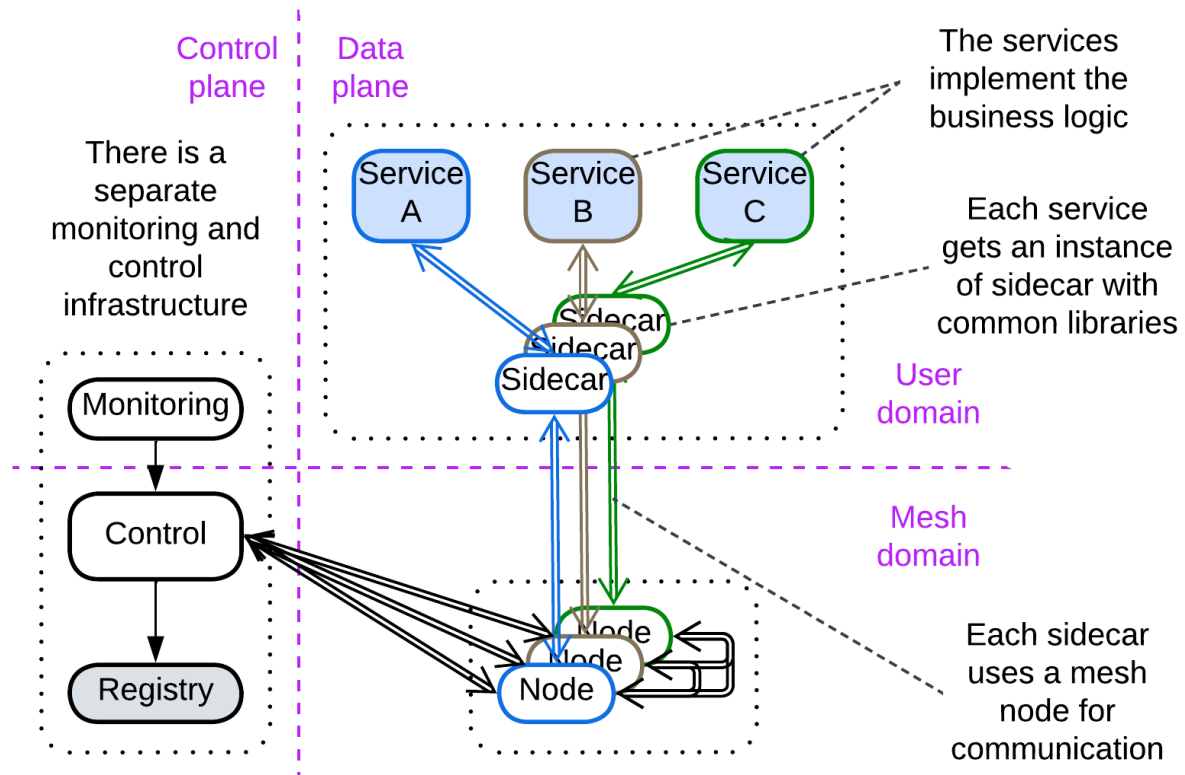 Control
plane
Data
plane
The services
implement the
business logic
There is a
separate
monitoring and
control
infrastructure
Service
A
Service
B
Service
C
Each service
gets an instance
of sidecar with
common libraries
Sidecar
Sidecar
Sidecar
User
domain
Monitoring
Control
Registry
Mesh
domain
Node
Node
Node
Each sidecar
uses a mesh
node for
communication